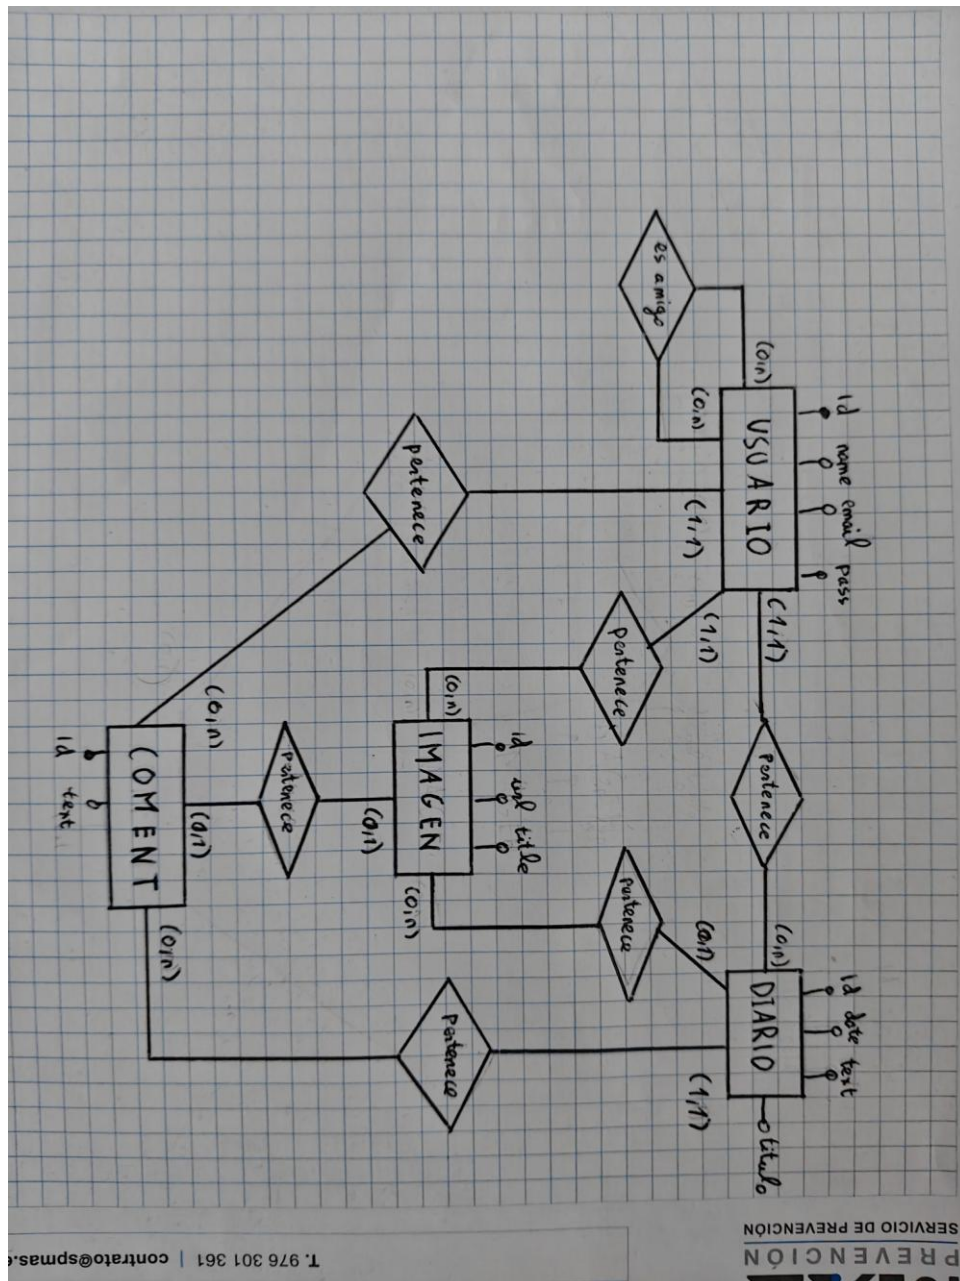 id name email pass
USUARIO
(0,n)
(0,n)
es amigo
(1,1)
(1,1)
(1,1)
pertenece
pertenece
pertenece
(0,n)
id date text
DIARIO
titulo
(0,1)
(1,1)
pertenece
pertenece
id url title
IMAGEN
(0,n)
(0,n)
(0,1)
pertenece
(0,n)
(0,1)
(0,n)
COMENT
id text
PREVENCIÓN
SERVICIO DE PREVENCIÓN
T. 976 301 361 | contrato@spmas.e